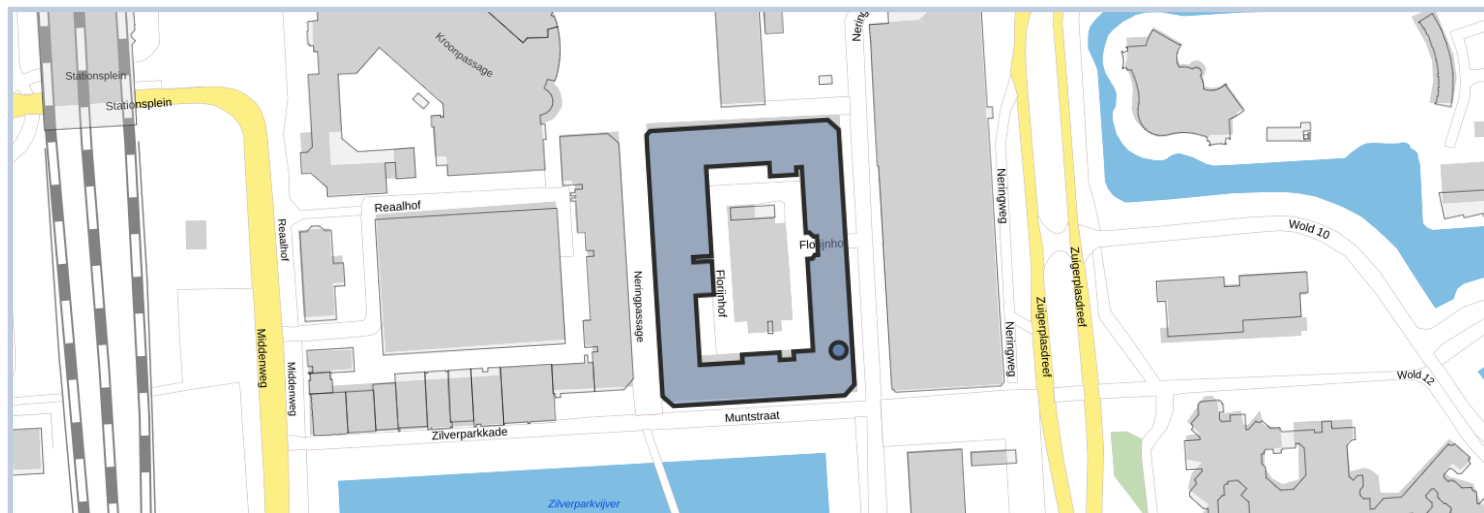 Stationsplein
Stationsplein
Kroonpassage
Reaalhof
Reaalhof
Middenweg
Middenweg
Neringpassage
Florijnhof
Florijnhof
Nering
Neringweg
Neringweg
Zuigerplasdreef
Zuigerplasdreef
Wold 10
Wold 12
Muntstraat
Zilverparkkade
Zilverparkvijver